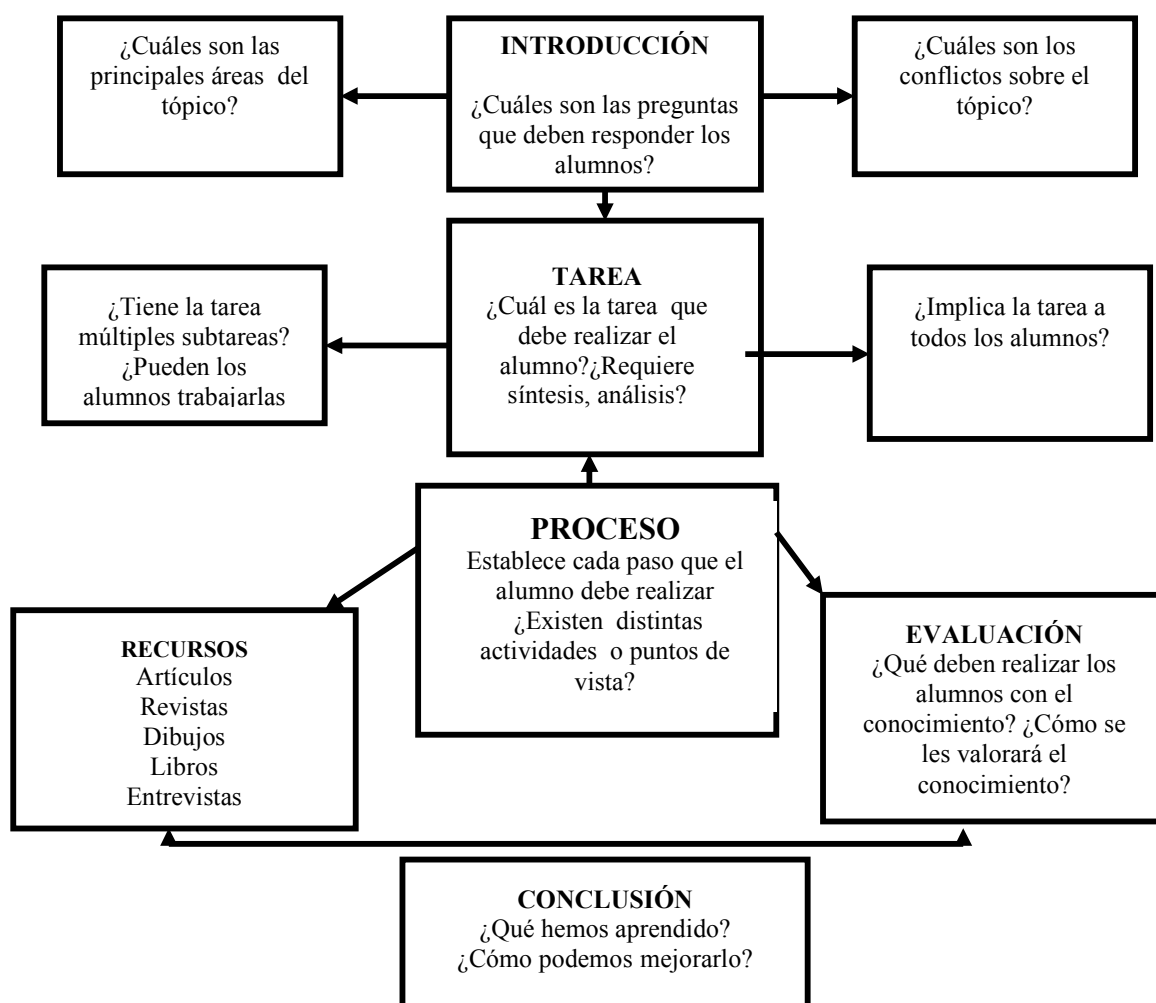 ¿Cuáles son las
principales áreas del
tópico?
INTRODUCCIÓN
¿Cuáles son las preguntas
que deben responder los
alumnos?
¿Cuáles son los
conflictos sobre el
tópico?
¿Tiene la tarea
múltiples subtareas?
¿Pueden los
alumnos trabajarlas
TAREA
¿Cuál es la tarea que
debe realizar el
alumno?¿Requiere
síntesis, análisis?
¿Implica la tarea a
todos los alumnos?
PROCESO
Establece cada paso que el
alumno debe realizar
¿Existen distintas
actividades o puntos de
vista?
RECURSOS
Artículos
Revistas
Dibujos
Libros
Entrevistas
EVALUACIÓN
¿Qué deben realizar los
alumnos con el
conocimiento? ¿Cómo se
les valorará el
conocimiento?
CONCLUSIÓN
¿Qué hemos aprendido?
¿Cómo podemos mejorarlo?